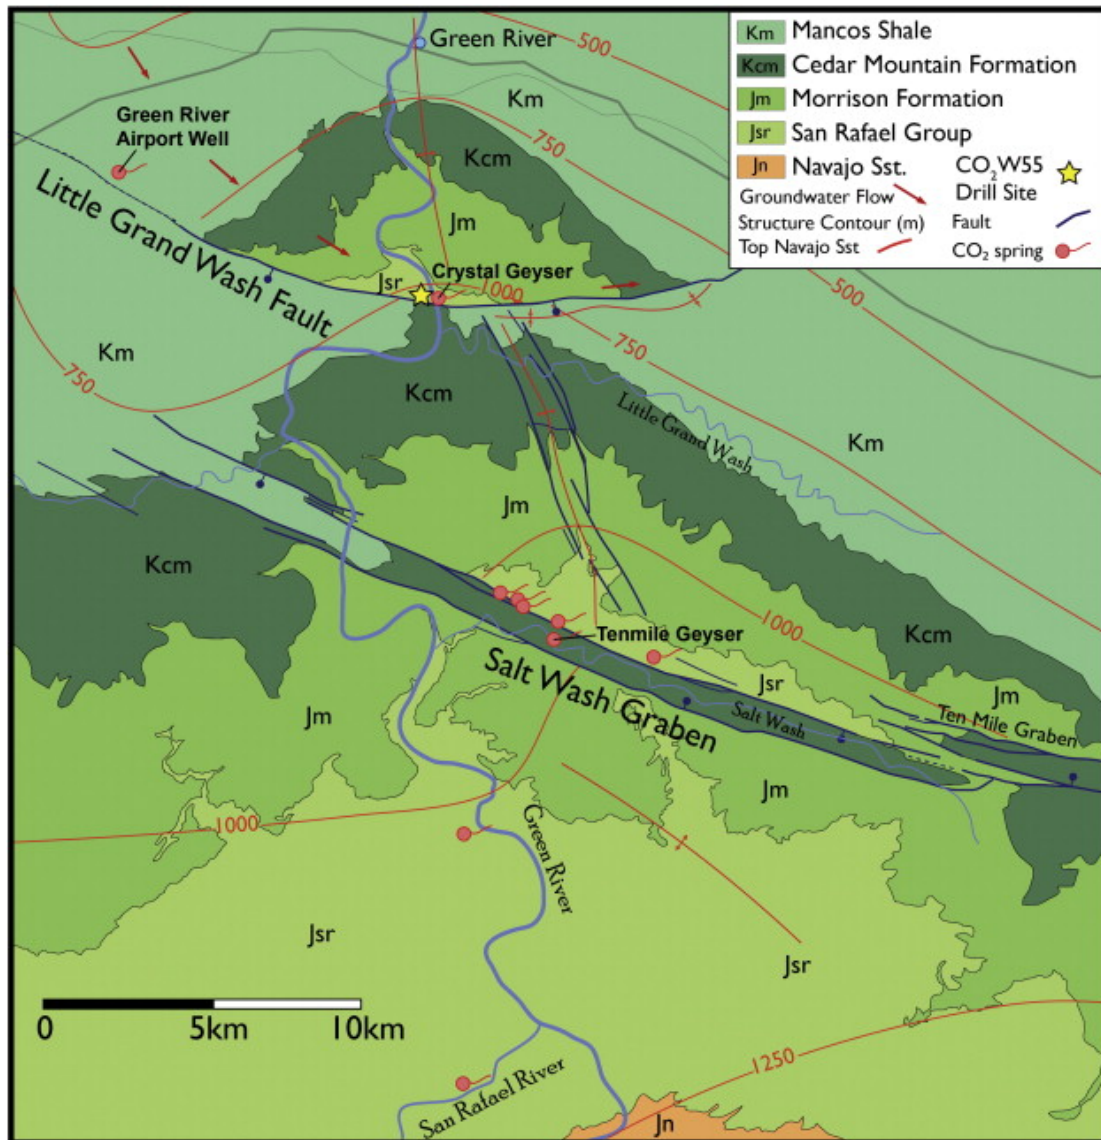 Green River
500
Km Mancos Shale
Kcm Cedar Mountain Formation
Jm Morrison Formation
Jsr San Rafael Group
Jn Navajo Sst.
CO2W55
Drill Site
Groundwater Flow
Structure Contour (m)
Top Navajo Sst
Fault
CO2 spring
Km
Green River
Airport Well
750
Kcm
Little Grand Wash Fault
Jm
Jsr
Crystal Geyser
1000
500
Km
750
750
Kcm
Little Grand Wash
Km
Jm
Kcm
1000
Kcm
Tenmile Geyser
Salt Wash Graben
Jsr
Jm
Ten Mile Graben
Salt Wash
Jm
Jm
1000
Green River
Jsr
Jsr
0 5km 10km
1250
San Rafael River
Jn